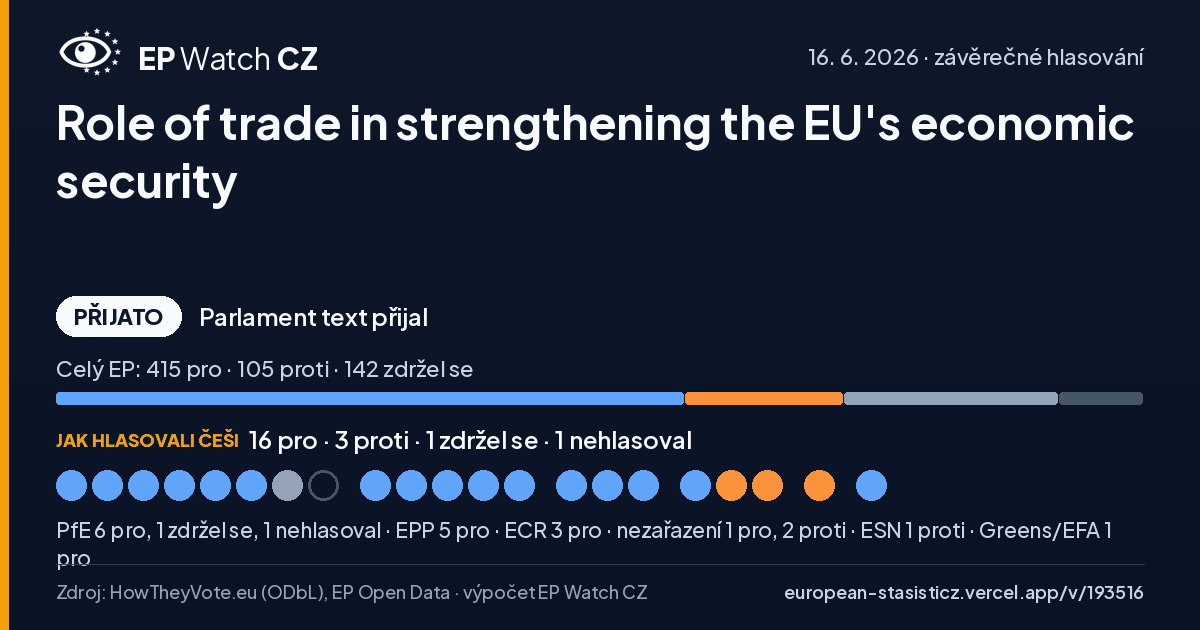 EP Watch CZ
16. 6. 2026 · závěrečné hlasování
Role of trade in strengthening the EU's economic
security
PŘIJATO Parlament text přijal
Celý EP: 415 pro · 105 proti · 142 zdržel se
JAK HLASOVALI ČEŠI 16 pro · 3 proti · 1 zdržel se · 1 nehlasoval
PfE 6 pro, 1 zdržel se, 1 nehlasoval · EPP 5 pro · ECR 3 pro · nezařazení 1 pro, 2 proti · ESN 1 proti · Greens/EFA 1
pro
Zdroj: HowTheyVote.eu (ODbL), EP Open Data · výpočet EP Watch CZ
european-stasisticz.vercel.app/v/193516